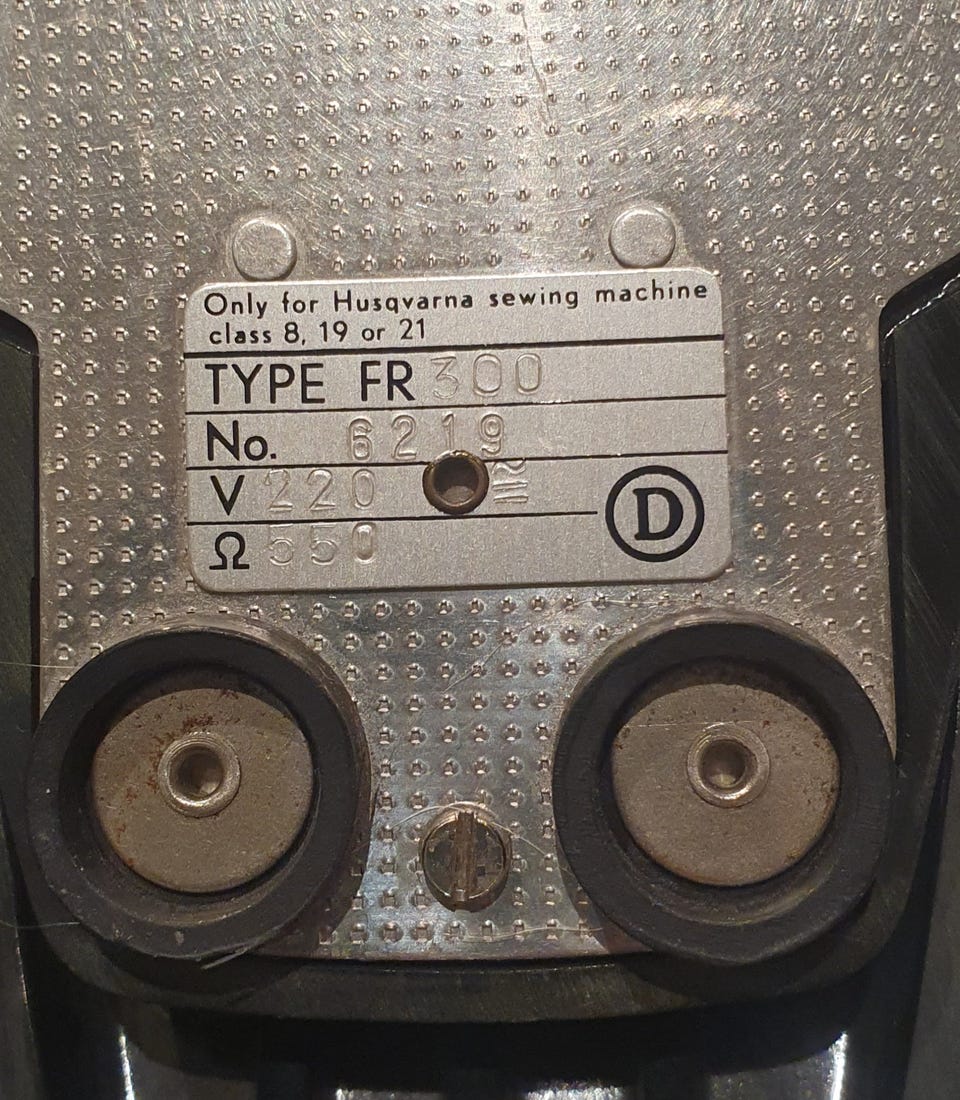 Only for Husqvarna sewing machine
class 8, 19 or 21
TYPE FR 300
No. 6219
V 220 ≅
Ω 550
D